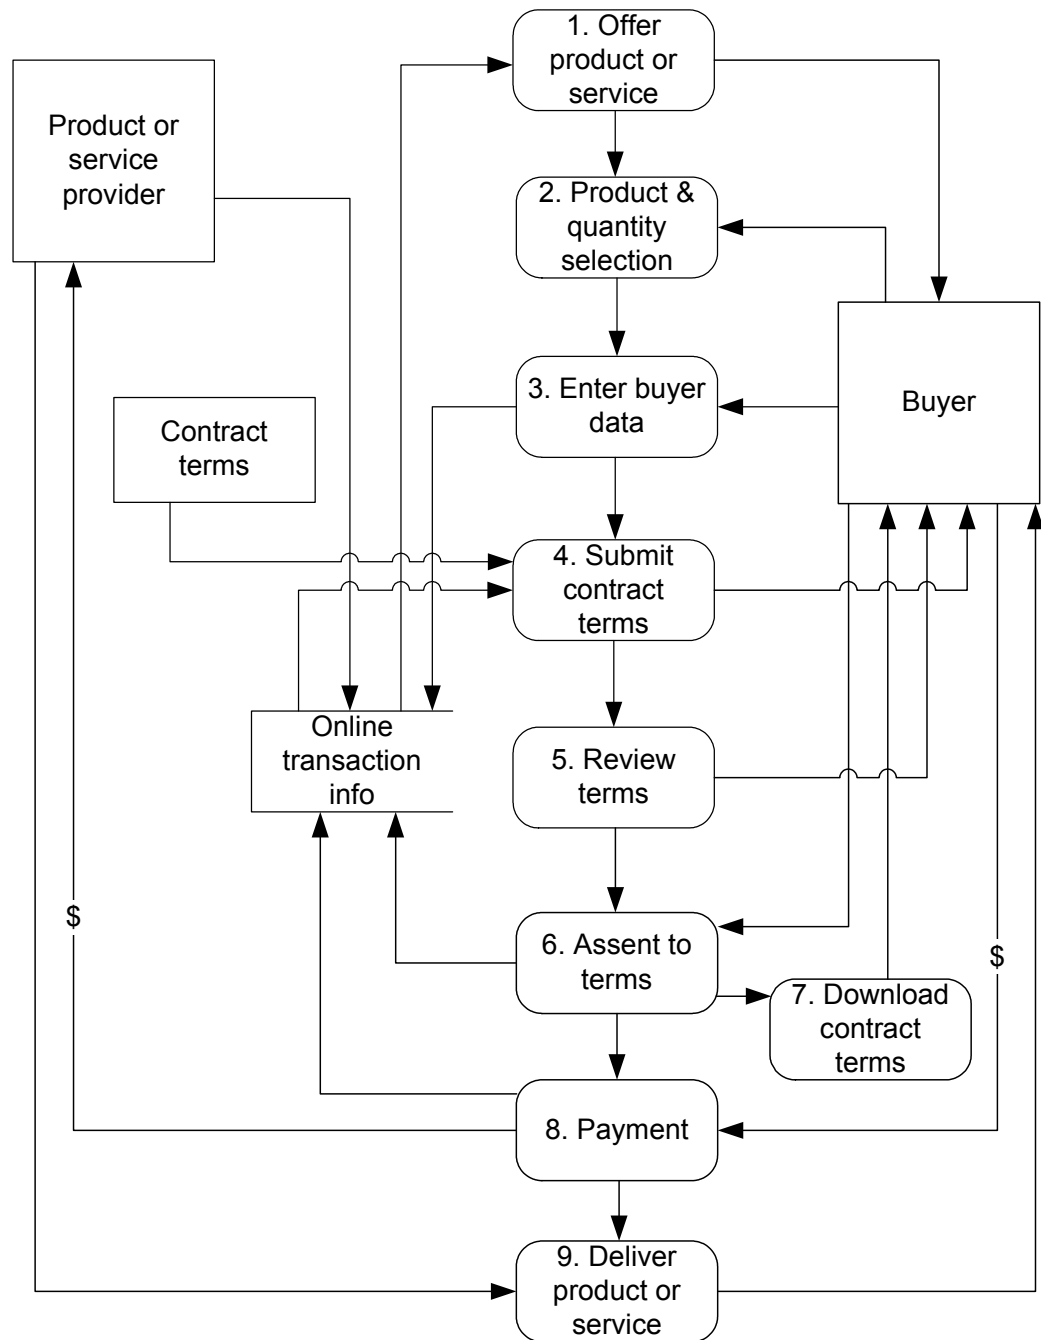 1. Offer
product or
service
Product or
service
provider
2. Product &
quantity
selection
3. Enter buyer
data
Buyer
Contract
terms
4. Submit
contract
terms
Online
transaction
info
5. Review
terms
$
6. Assent to
terms
$
7. Download
contract
terms
8. Payment
9. Deliver
product or
service